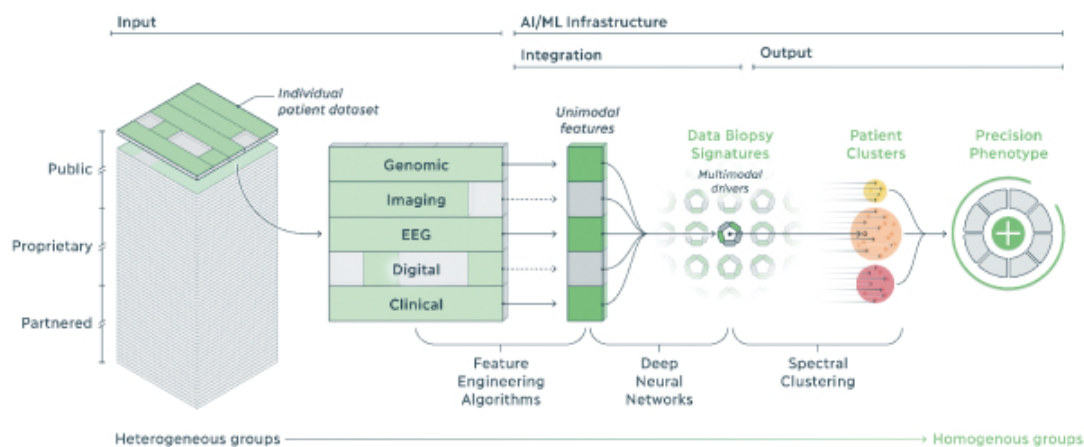 Input
AI/ML Infrastructure
Integration
Output
Individual
patient dataset
Public
Proprietary
Partnered
Genomic
Imaging
EEG
Digital
Clinical
Unimodal
features
Data Biopsy
Signatures
Multimodal
drivers
Patient
Clusters
Precision
Phenotype
Feature
Engineering
Algorithms
Deep
Neural
Networks
Spectral
Clustering
Heterogeneous groups
Homogenous groups